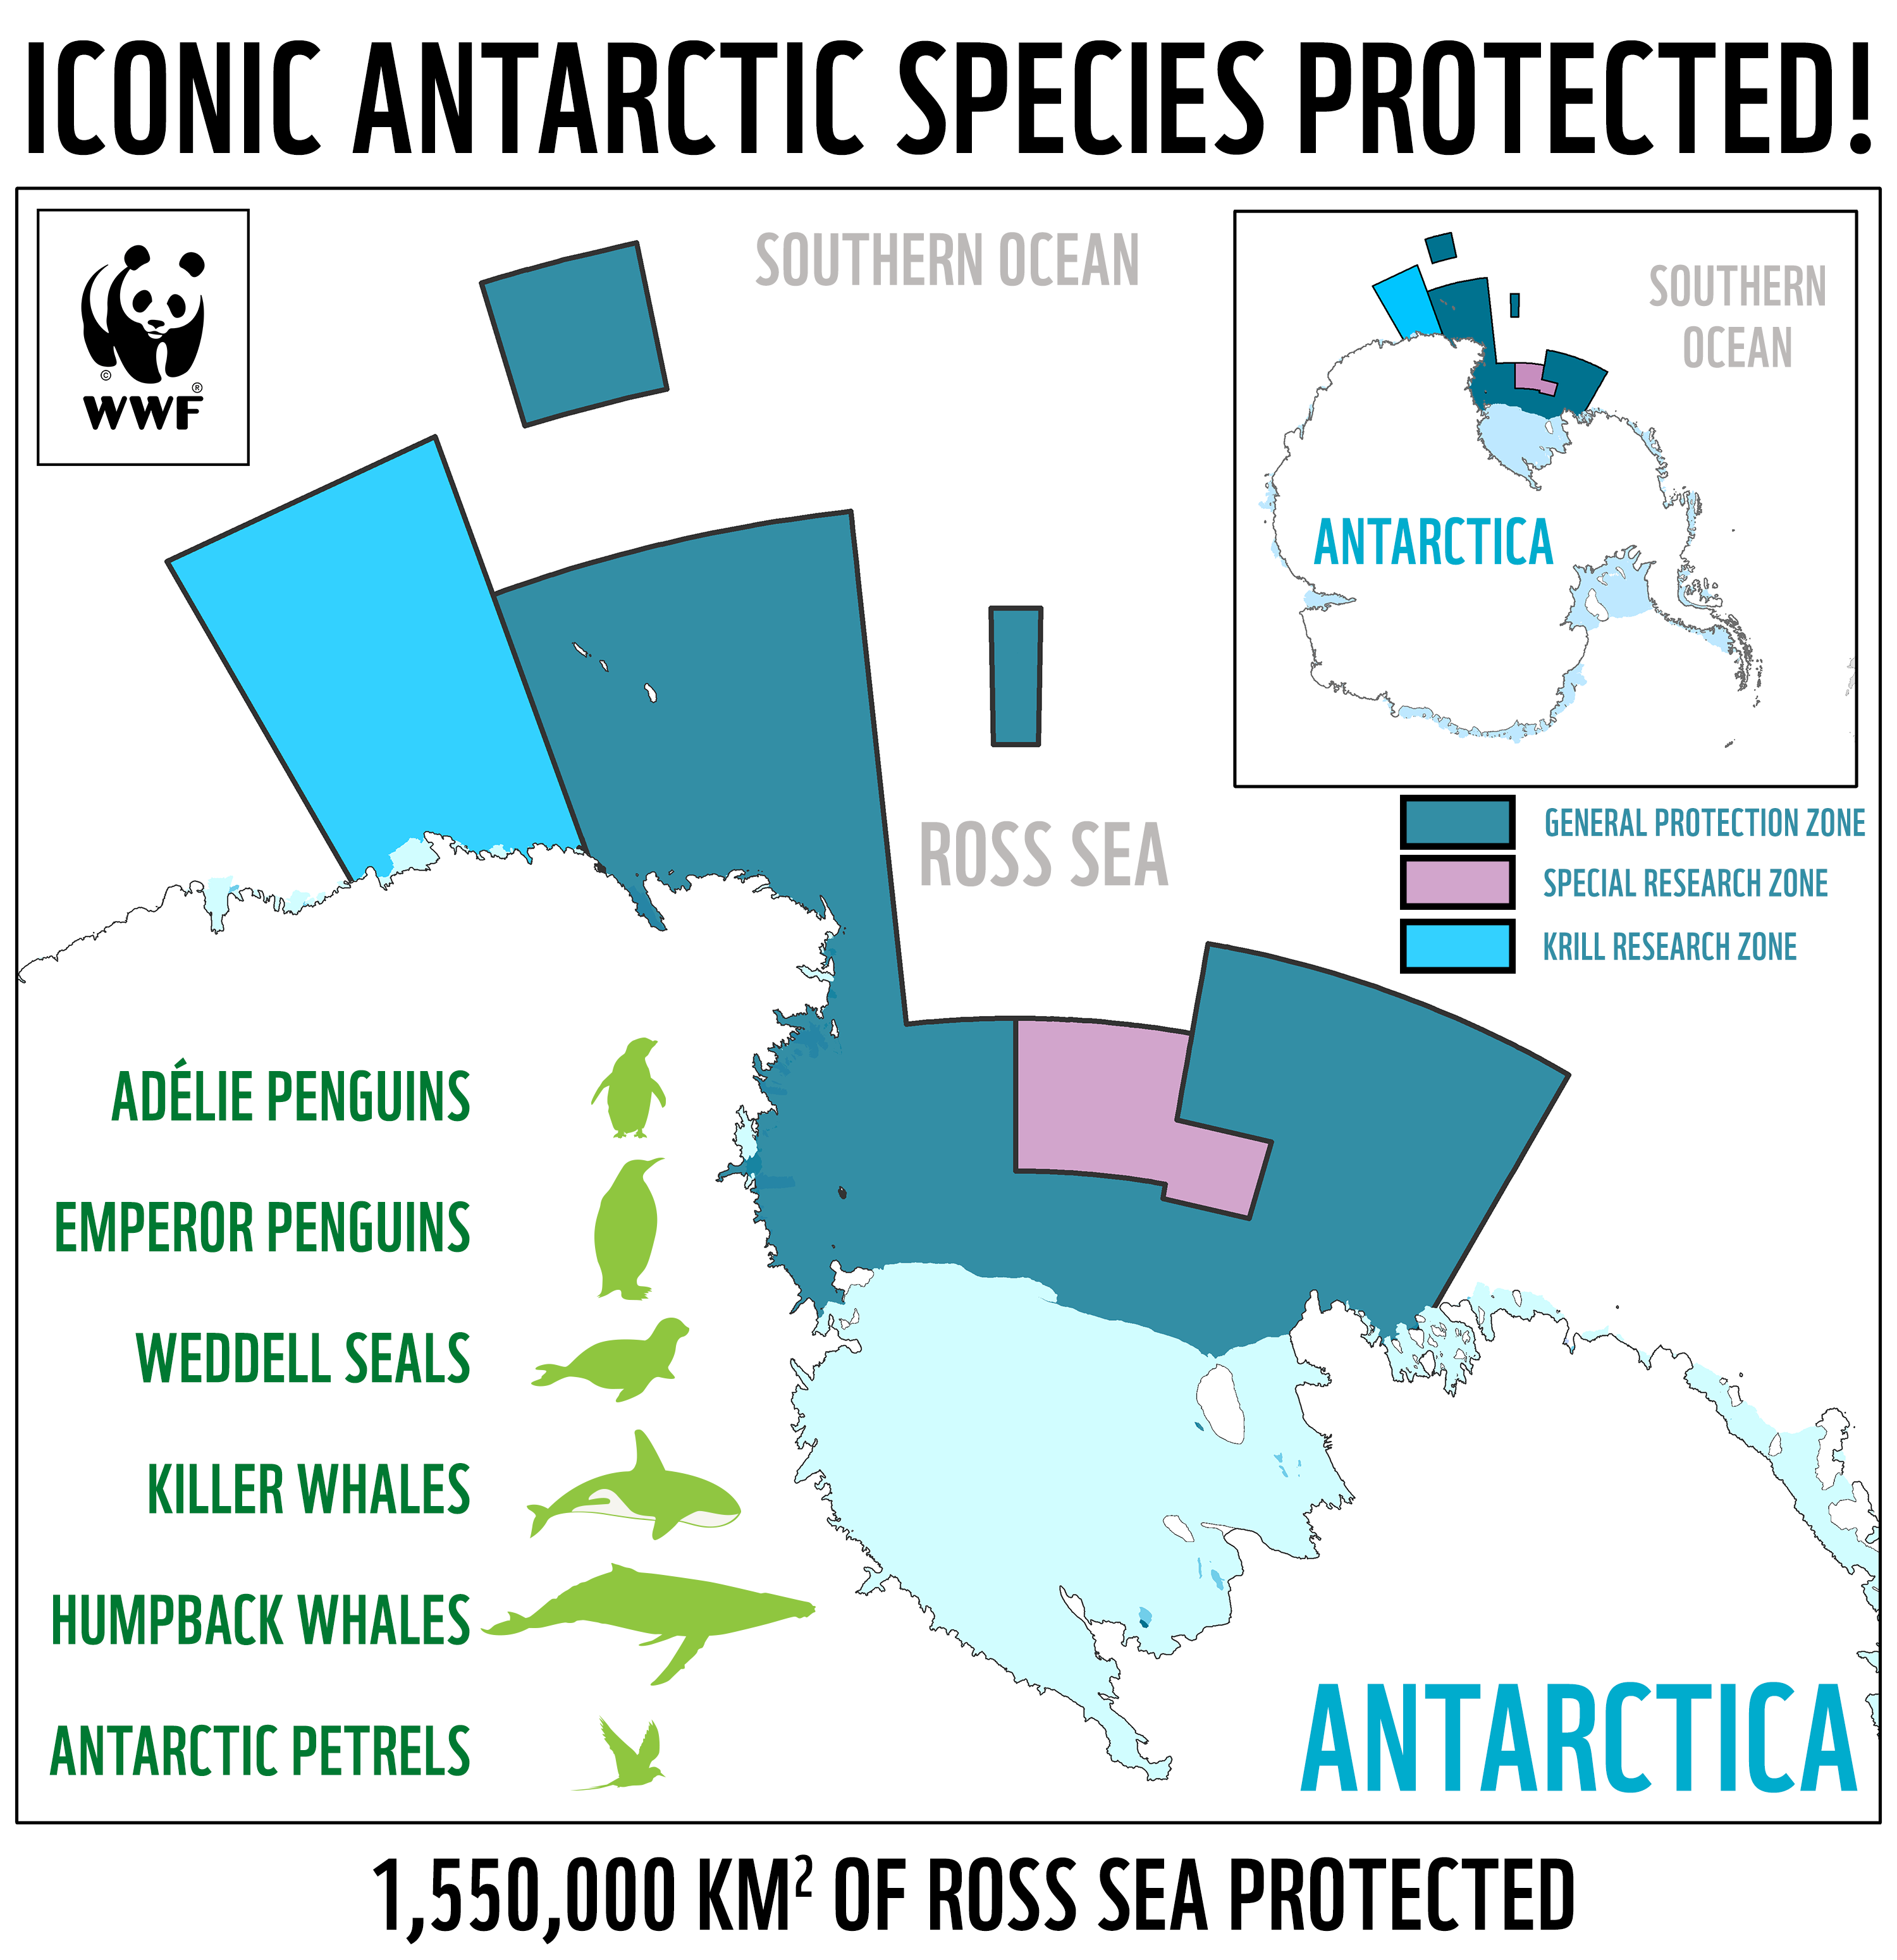 ICONIC ANTARCTIC SPECIES PROTECTED!
© ®
WWF
SOUTHERN OCEAN
SOUTHERN
OCEAN
ANTARCTICA
ROSS SEA
GENERAL PROTECTION ZONE
SPECIAL RESEARCH ZONE
KRILL RESEARCH ZONE
ADÉLIE PENGUINS
EMPEROR PENGUINS
WEDDELL SEALS
KILLER WHALES
HUMPBACK WHALES
ANTARCTIC PETRELS
ANTARCTICA
1,550,000 KM² OF ROSS SEA PROTECTED